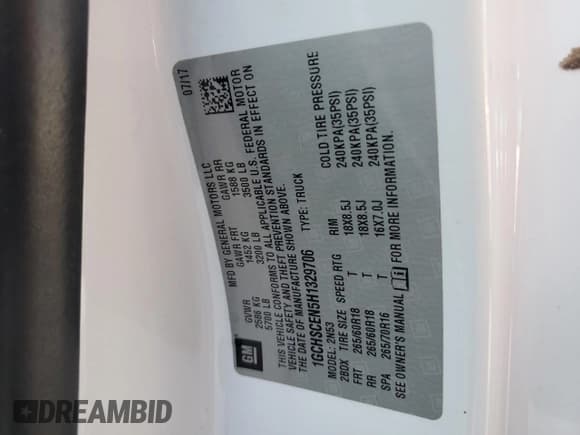 07/17
MFD BY GENERAL MOTORS LLC
GVWR GAWR FRT GAWR RR
2586 KG 1452 KG 1588 KG
5700 LB 3200 LB 3500 LB
THIS VEHICLE CONFORMS TO ALL APPLICABLE U.S. FEDERAL MOTOR
VEHICLE SAFETY AND THEFT PREVENTION STANDARDS IN EFFECT ON
THE DATE OF MANUFACTURE SHOWN ABOVE.
1GCHSCEN5H1329706 TYPE: TRUCK
MODEL: 2N53
2BDX TIRE SIZE SPEED RTG RIM COLD TIRE PRESSURE
FRT 265/60R18 T 18X8.5J 240KPA(35PSI)
RR 265/60R18 T 18X8.5J 240KPA(35PSI)
SPA 265/70R16 T 16X7.0J 240KPA(35PSI)
SEE OWNER'S MANUAL i FOR MORE INFORMATION.
GM
DREAMBID